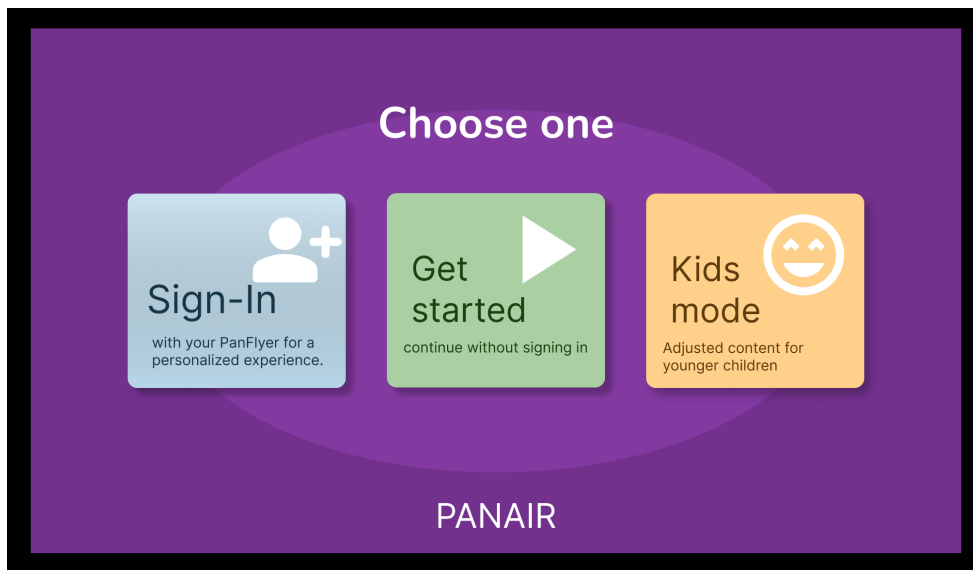 Choose one
Sign-In
with your PanFlyer for a
personalized experience.
Get
started
continue without signing in
Kids
mode
Adjusted content for
younger children
PANAIR